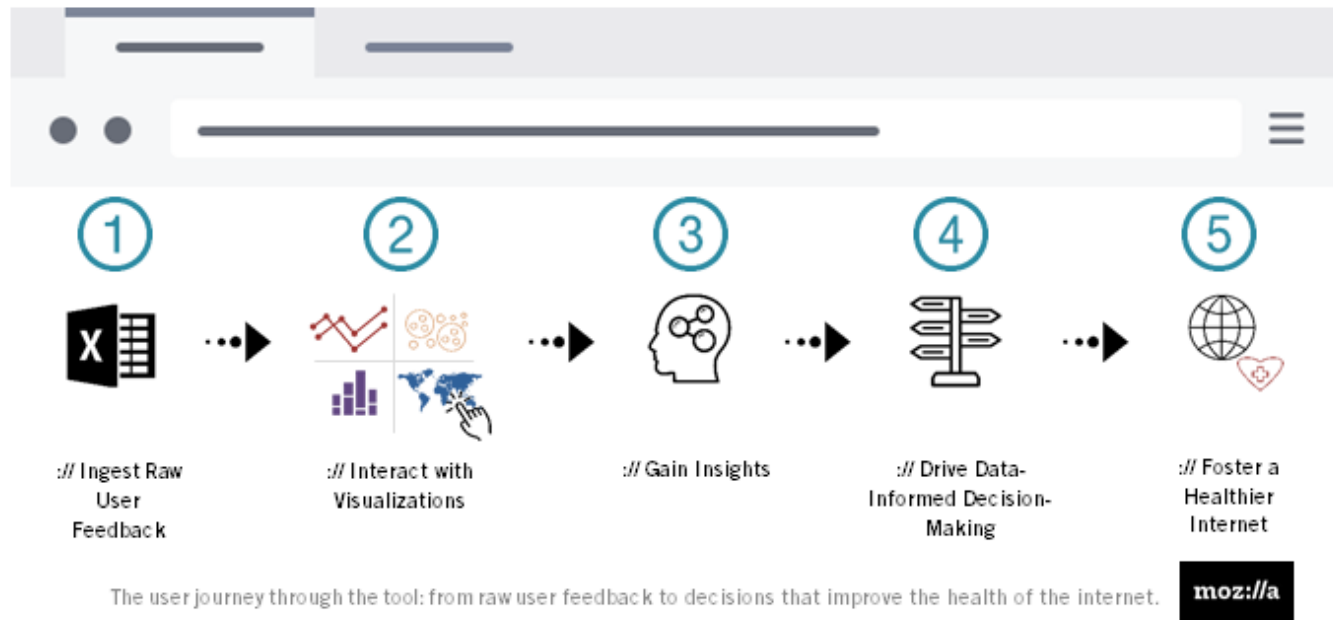 1
2
3
4
5
X
:// Ingest Raw
User
Feedback
:// Interact with
Visualizations
:// Gain Insights
:// Drive Data-
Informed Decision-
Making
:// Foster a
Healthier
Internet
The user journey through the tool: from raw user feedback to decisions that improve the health of the internet.
moz://a